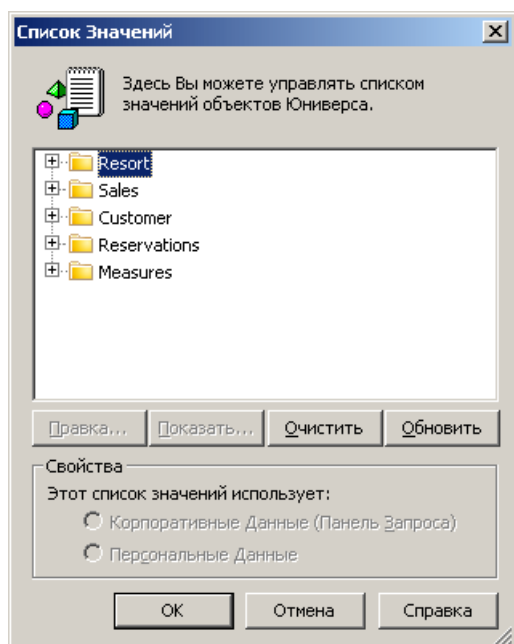 Список Значений
Здесь Вы можете управлять списком
значений объектов Юниверса.
Resort
Sales
Customer
Reservations
Measures
Правка... Показать... Очистить Обновить
Свойства
Этот список значений использует:
Корпоративные Данные (Панель Запроса)
Персональные Данные
OK Отмена Справка